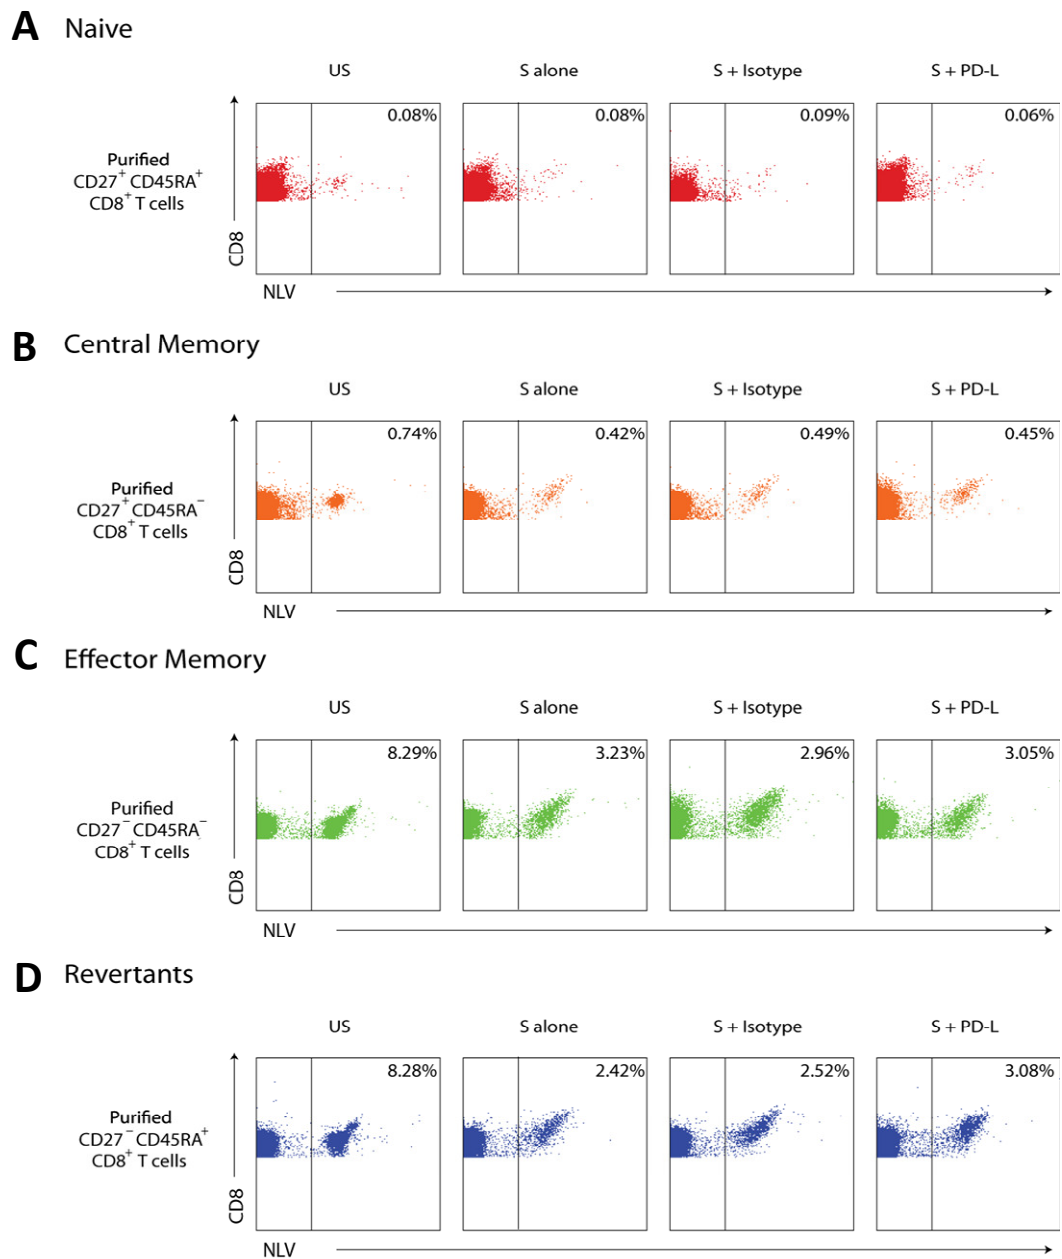 A Naive
US S alone S + Isotype S + PD-L
0.08% 0.08% 0.09% 0.06%
Purified
CD27⁺ CD45RA⁺
CD8⁺ T cells
CD8
NLV
B Central Memory
US S alone S + Isotype S + PD-L
0.74% 0.42% 0.49% 0.45%
Purified
CD27⁺ CD45RA⁻
CD8⁺ T cells
CD8
NLV
C Effector Memory
US S alone S + Isotype S + PD-L
8.29% 3.23% 2.96% 3.05%
Purified
CD27⁻ CD45RA⁻
CD8⁺ T cells
CD8
NLV
D Revertants
US S alone S + Isotype S + PD-L
8.28% 2.42% 2.52% 3.08%
Purified
CD27⁻ CD45RA⁺
CD8⁺ T cells
CD8
NLV